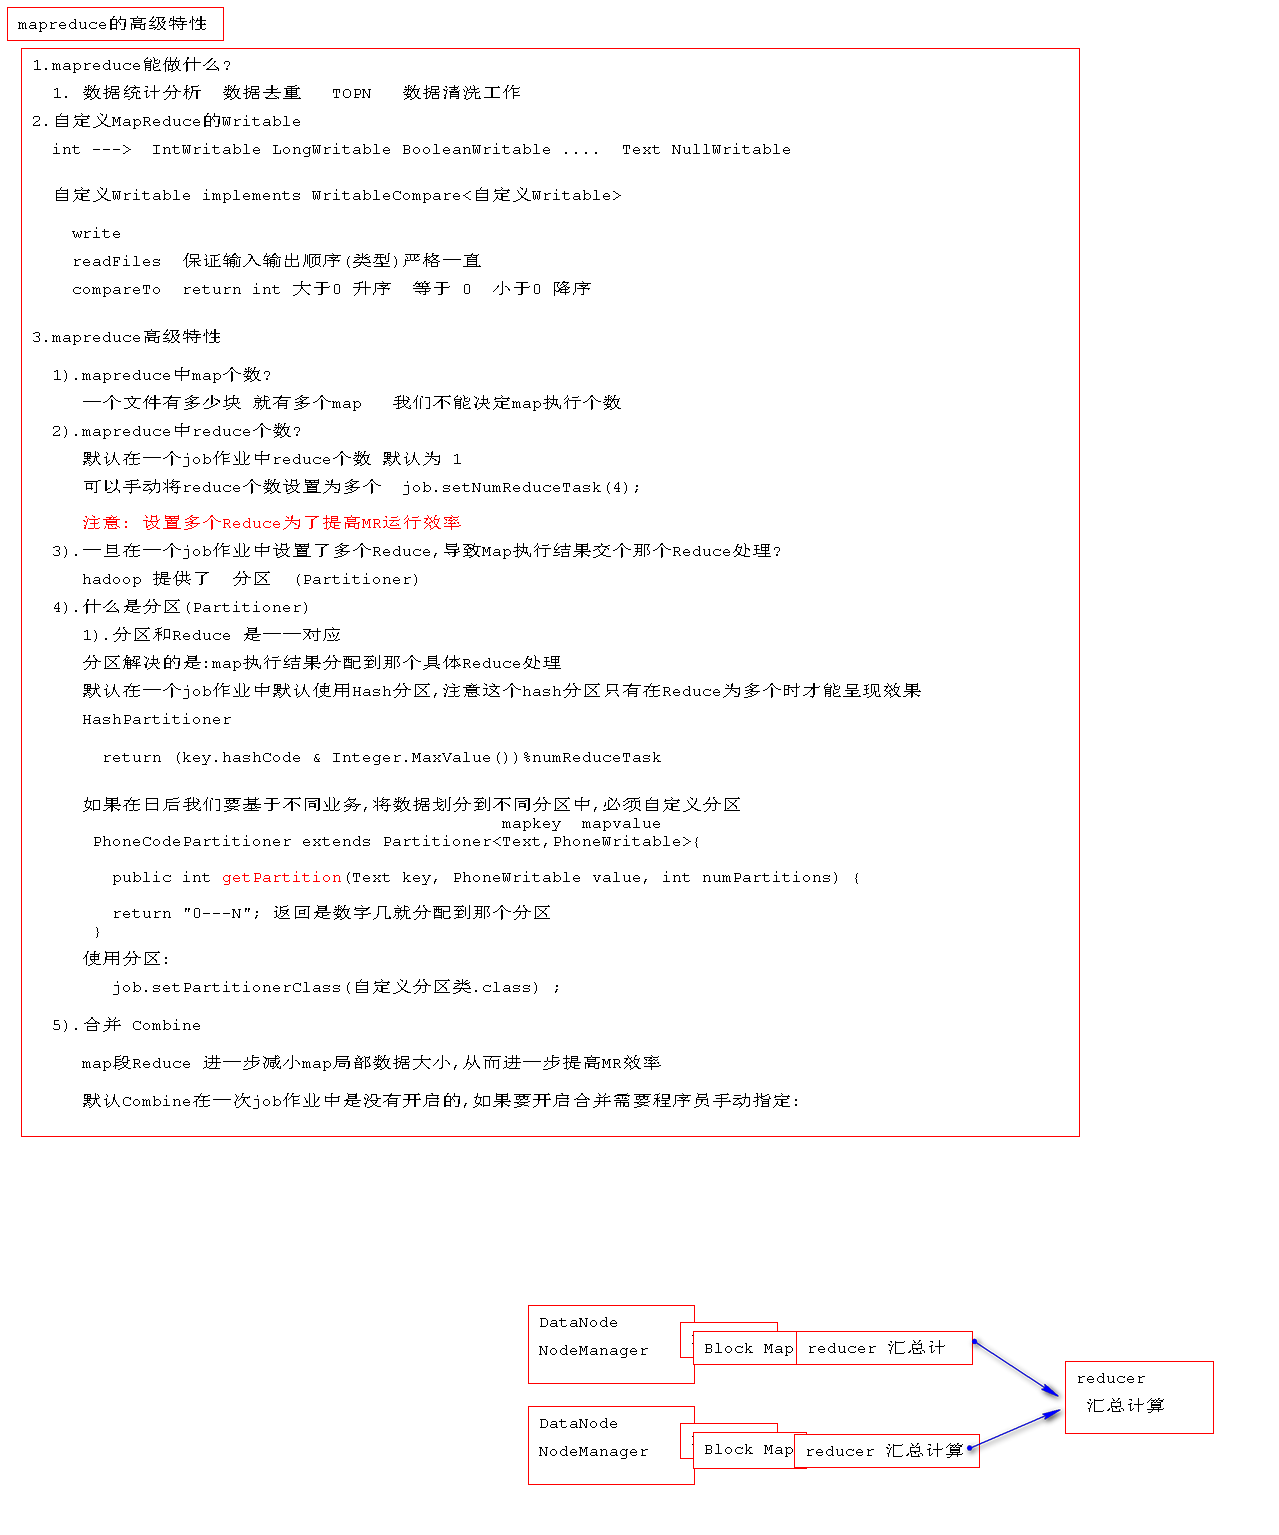 mapreduce的高级特性
1.mapreduce能做什么?
1. 数据统计分析 数据去重 TOPN 数据清洗工作
2.自定义MapReduce的Writable
int ---> IntWritable LongWritable BooleanWritable .... Text NullWritable
自定义Writable implements WritableCompare<自定义Writable>
write
readFiles 保证输入输出顺序(类型)严格一直
compareTo return int 大于0 升序 等于 0 小于0 降序
3.mapreduce高级特性
1).mapreduce中map个数?
一个文件有多少块 就有多个map 我们不能决定map执行个数
2).mapreduce中reduce个数?
默认在一个job作业中reduce个数 默认为 1
可以手动将reduce个数设置为多个 job.setNumReduceTask(4);
注意: 设置多个Reduce为了提高MR运行效率
3).一旦在一个job作业中设置了多个Reduce,导致Map执行结果交个那个Reduce处理?
hadoop 提供了 分区 (Partitioner)
4).什么是分区(Partitioner)
1).分区和Reduce 是一一对应
分区解决的是:map执行结果分配到那个具体Reduce处理
默认在一个job作业中默认使用Hash分区,注意这个hash分区只有在Reduce为多个时才能呈现效果
HashPartitioner
return (key.hashCode & Integer.MaxValue())%numReduceTask
如果在日后我们要基于不同业务,将数据划分到不同分区中,必须自定义分区
mapkey mapvalue
PhoneCodePartitioner extends Partitioner<Text,PhoneWritable>{
public int getPartition(Text key, PhoneWritable value, int numPartitions) {
return "0---N"; 返回是数字几就分配到那个分区
}
使用分区:
job.setPartitionerClass(自定义分区类.class) ;
5).合并 Combine
map段Reduce 进一步减小map局部数据大小,从而进一步提高MR效率
默认Combine在一次job作业中是没有开启的,如果要开启合并需要程序员手动指定:
DataNode
NodeManager
Block Map
reducer 汇总计
reducer
汇总计算
DataNode
NodeManager
Block Map
reducer 汇总计算